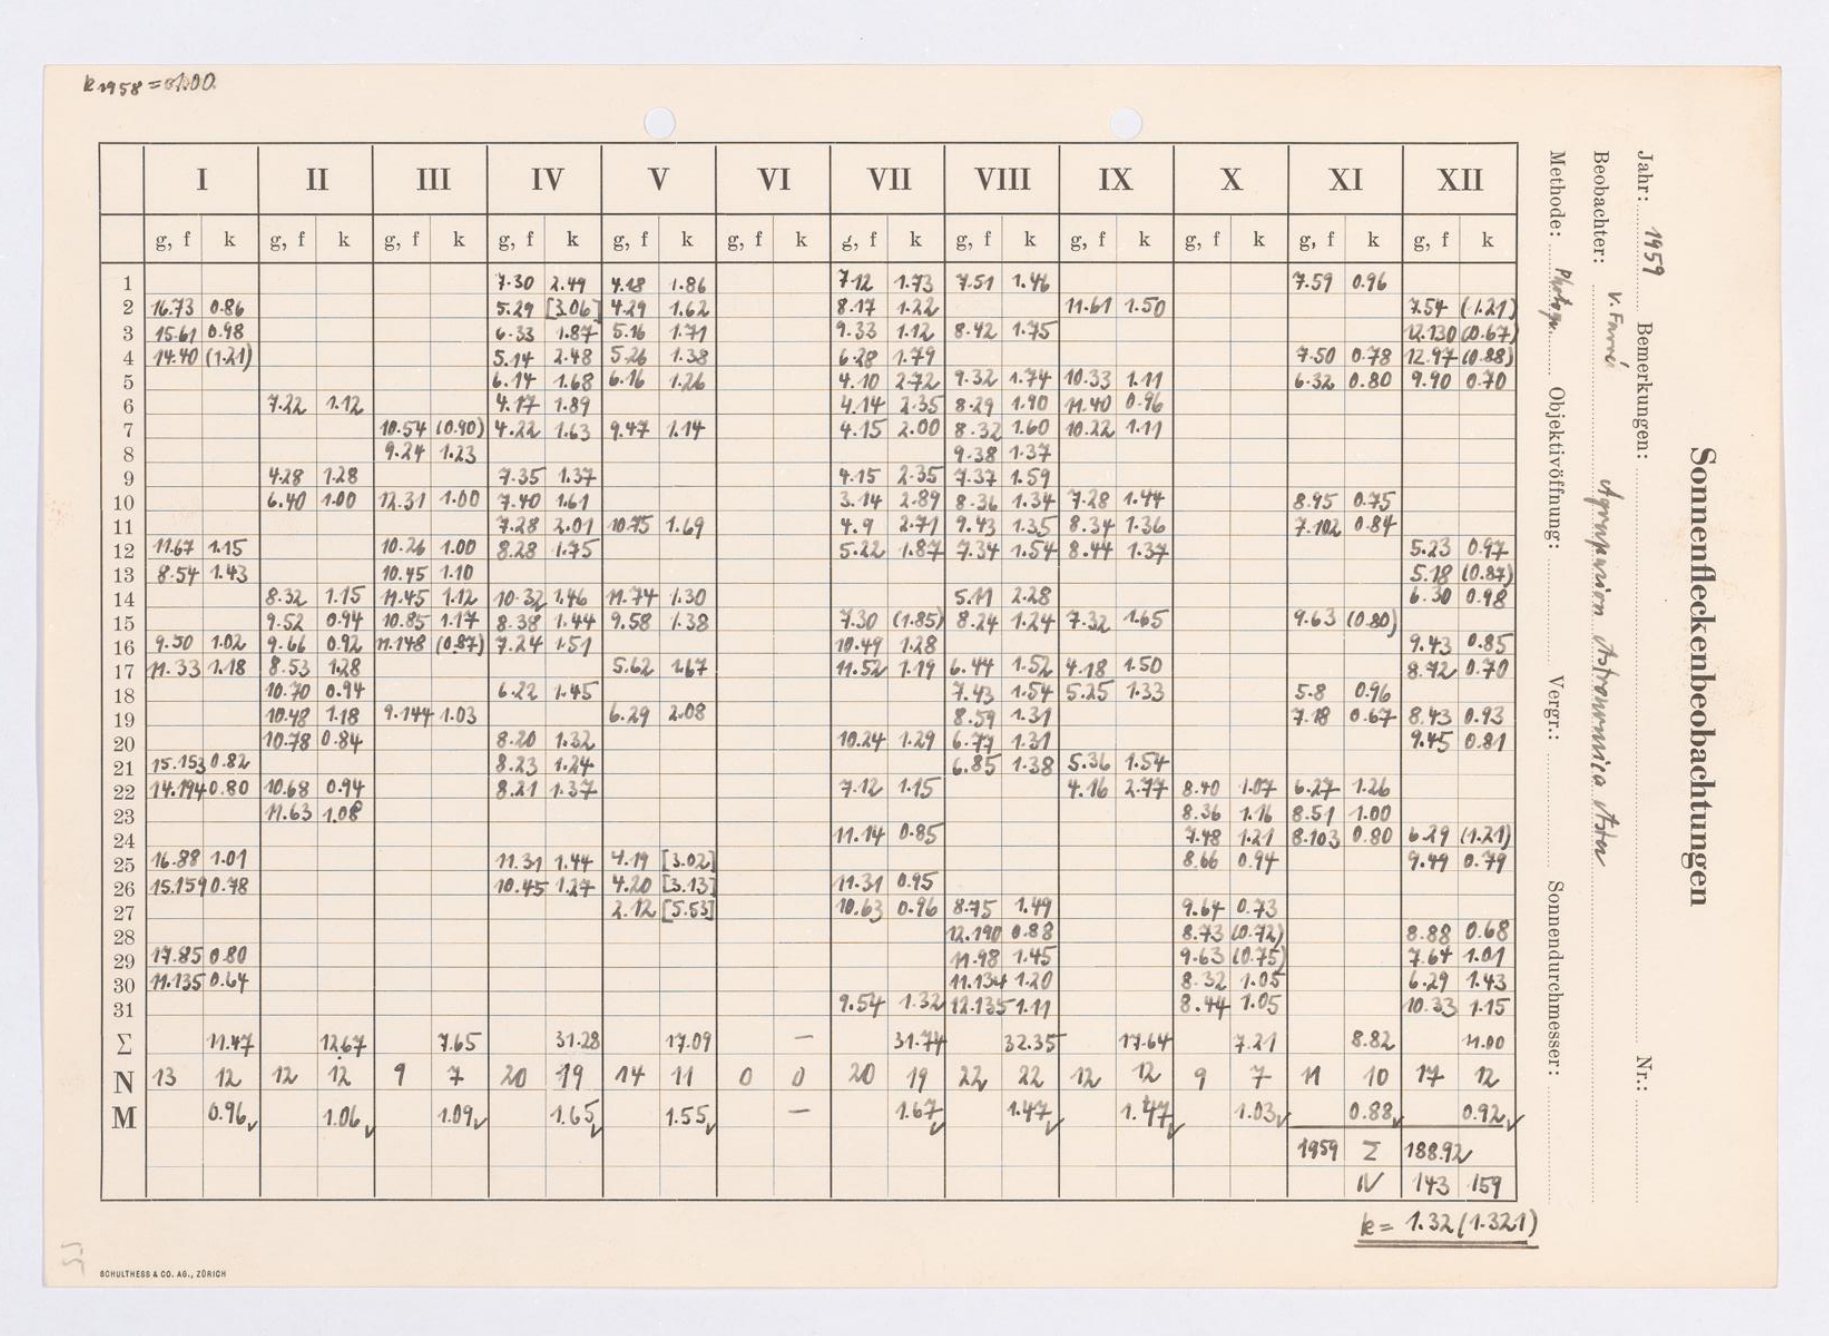 k 1958 = 1.00
I II III IV V VI VII VIII IX X XI XII
g, f k g, f k g, f k g, f k g, f k g, f k g, f k g, f k g, f k g, f k g, f k g, f k
1 7.30 2.49 4.18 1.86 7.12 1.73 7.51 1.46 7.59 0.96
2 16.73 0.86 5.29 [3.06] 4.29 1.62 8.17 1.22 11.61 1.50 7.54 (1.21)
3 15.61 0.98 6.33 1.87 5.16 1.71 9.33 1.12 8.42 1.75 12.130 (0.67)
4 14.40 (1.21) 5.14 2.48 5.26 1.38 6.28 1.79 7.50 0.78 12.97 (0.88)
5 6.14 1.68 6.16 1.26 4.10 2.72 9.32 1.74 10.33 1.11 6.32 0.80 9.90 0.70
6 7.22 1.12 4.17 1.89 4.14 2.35 8.29 1.90 11.40 0.96
7 10.54 (0.90) 4.22 1.63 9.47 1.14 4.15 2.00 8.32 1.60 10.22 1.11
8 9.24 1.23 9.38 1.37
9 4.28 1.28 7.35 1.37 4.15 2.35 7.37 1.59
10 6.40 1.00 12.31 1.00 7.40 1.61 3.14 2.89 8.36 1.34 7.28 1.44 8.95 0.75
11 7.28 2.01 10.75 1.69 4.9 2.71 9.43 1.35 8.34 1.36 7.102 0.84
12 11.67 1.15 10.26 1.00 8.28 1.75 5.22 1.87 7.34 1.54 8.44 1.37 5.23 0.97
13 8.54 1.43 10.45 1.10 5.18 (0.87)
14 8.32 1.15 11.45 1.12 10.32 1.46 11.74 1.30 5.11 2.28 6.30 0.98
15 9.52 0.94 10.85 1.17 8.38 1.44 9.58 1.38 7.30 (1.85) 8.24 1.24 7.32 1.65 9.63 (0.80)
16 9.50 1.02 9.66 0.92 11.148 (0.87) 7.24 1.51 10.49 1.28 9.43 0.85
17 11.33 1.18 8.53 1.28 5.62 1.67 11.52 1.19 6.44 1.52 4.18 1.50 8.72 0.70
18 10.70 0.94 6.22 1.45 7.43 1.54 5.25 1.33 5.8 0.96
19 10.48 1.18 9.144 1.03 6.29 2.08 8.59 1.31 7.18 0.67 8.43 0.93
20 10.78 0.84 8.20 1.32 10.24 1.29 6.77 1.31 9.45 0.81
21 15.153 0.82 8.23 1.24 6.85 1.38 5.36 1.54
22 14.194 0.80 10.68 0.94 8.21 1.37 7.12 1.15 4.16 2.77 8.40 1.07 6.27 1.26
23 11.63 1.08 8.36 1.16 8.51 1.00
24 11.14 0.85 7.48 1.21 8.103 0.80 6.29 (1.21)
25 16.88 1.01 11.31 1.44 4.19 [3.02] 8.66 0.94 9.49 0.79
26 15.159 0.78 10.45 1.27 4.20 [3.13] 11.31 0.95
27 2.12 [5.53] 10.63 0.96 8.75 1.49 9.64 0.73
28 12.190 0.88 8.73 (0.72) 8.88 0.68
29 17.85 0.80 11.98 1.45 9.63 (0.75) 7.64 1.01
30 11.135 0.64 11.134 1.20 8.32 1.05 6.29 1.43
31 9.54 1.32 12.135 1.11 8.44 1.05 10.33 1.15
Σ 11.47 12.67 7.65 31.28 17.09 — 31.74 32.35 17.64 7.21 8.82 11.00
N 13 12 12 12 9 7 20 19 14 11 0 0 20 19 22 22 12 12 9 7 11 10 17 12
M 0.96 1.06 1.09 1.65 1.55 — 1.67 1.47 1.47 1.03 0.88 0.92
1959 Σ 188.92
N 143 159
k = 1.32 (1.321)
SCHULTHESS & CO. AG., ZÜRICH
Sonnenfleckenbeobachtungen
Jahr: 1959 Bemerkungen: Nr.:
Beobachter: v. Farré Agrupacion Astronomica Aster
Methode: Photogr. Objektivöffnung: Vergr.: Sonnendurchmesser: